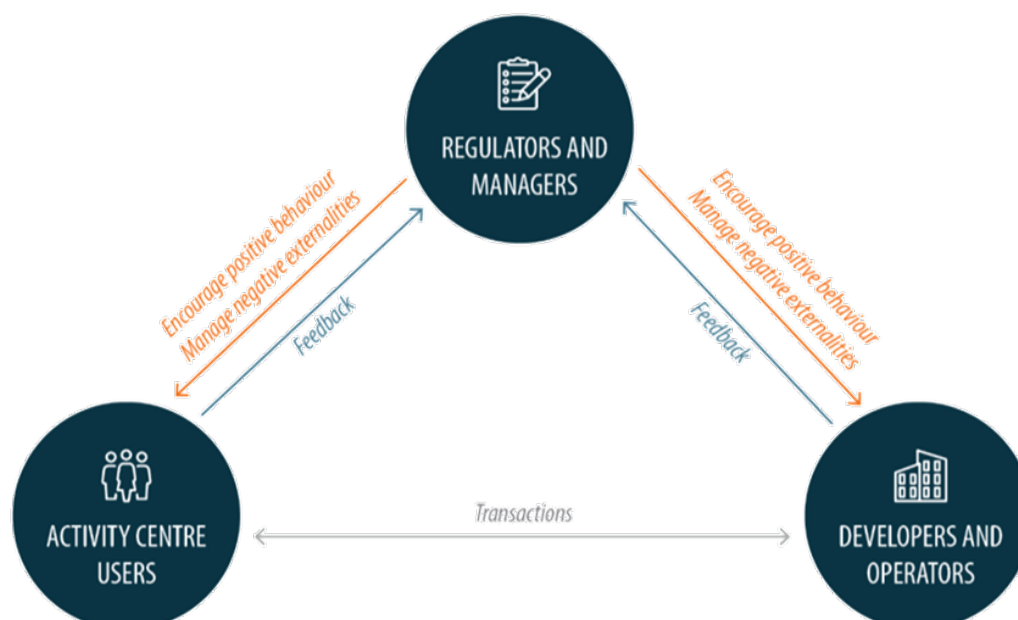 REGULATORS AND
MANAGERS
Encourage positive behaviour
Manage negative externalities
Feedback
Encourage positive behaviour
Manage negative externalities
Feedback
ACTIVITY CENTRE
USERS
Transactions
DEVELOPERS AND
OPERATORS